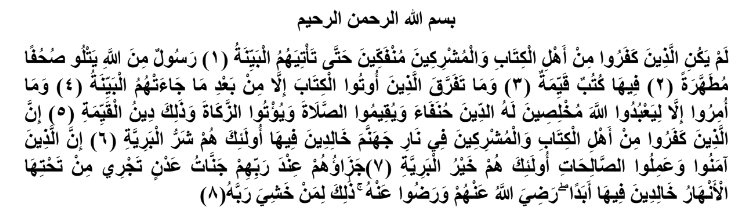 بسم الله الرحمن الرحيم
لَمْ يَكُنِ الَّذِينَ كَفَرُوا مِنْ أَهْلِ الْكِتَابِ وَالْمُشْرِكِينَ مُنْفَكِّينَ حَتَّى تَأْتِيَهُمُ الْبَيِّنَةُ (١) رَسُولٌ مِنَ اللَّهِ يَتْلُو صُحُفًا
مُطَهَّرَةً (٢) فِيهَا كُتُبٌ قَيِّمَةٌ (٣) وَمَا تَفَرَّقَ الَّذِينَ أُوتُوا الْكِتَابَ إِلَّا مِنْ بَعْدِ مَا جَاءَتْهُمُ الْبَيِّنَةُ (٤) وَمَا
أُمِرُوا إِلَّا لِيَعْبُدُوا اللَّهَ مُخْلِصِينَ لَهُ الدِّينَ حُنَفَاءَ وَيُقِيمُوا الصَّلَاةَ وَيُؤْتُوا الزَّكَاةَ وَذَلِكَ دِينُ الْقَيِّمَةِ (٥) إِنَّ
الَّذِينَ كَفَرُوا مِنْ أَهْلِ الْكِتَابِ وَالْمُشْرِكِينَ فِي نَارِ جَهَنَّمَ خَالِدِينَ فِيهَا أُولَئِكَ هُمْ شَرُّ الْبَرِيَّةِ (٦) إِنَّ الَّذِينَ
آمَنُوا وَعَمِلُوا الصَّالِحَاتِ أُولَئِكَ هُمْ خَيْرُ الْبَرِيَّةِ (٧)جَزَاؤُهُمْ عِنْدَ رَبِّهِمْ جَنَّاتُ عَدْنٍ تَجْرِي مِنْ تَحْتِهَا
الْأَنْهَارُ خَالِدِينَ فِيهَا أَبَدًا ۖ رَضِيَ اللَّهُ عَنْهُمْ وَرَضُوا عَنْهُ ۚ ذَٰلِكَ لِمَنْ خَشِيَ رَبَّهُ(٨)